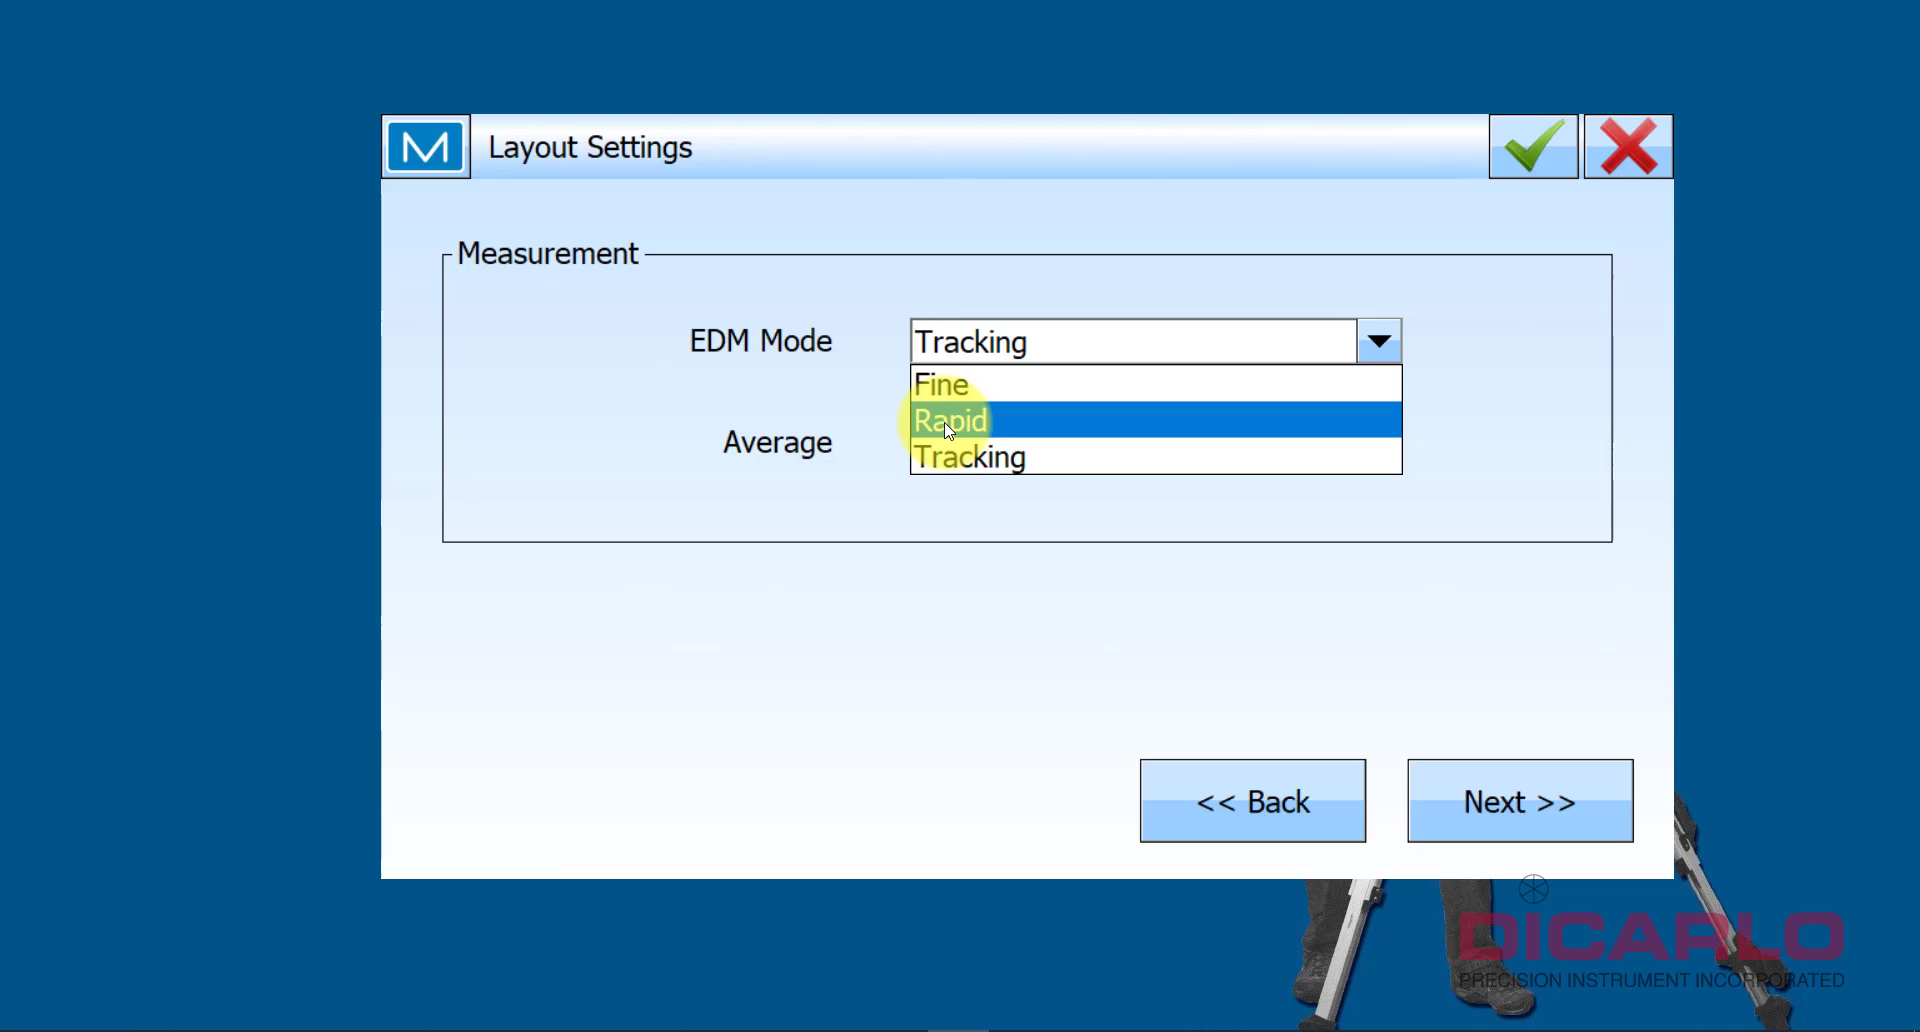 M Layout Settings
Measurement
EDM Mode
Tracking
Fine
Rapid
Average
Tracking
<< Back
Next >>
DICARLO
PRECISION INSTRUMENT INCORPORATED